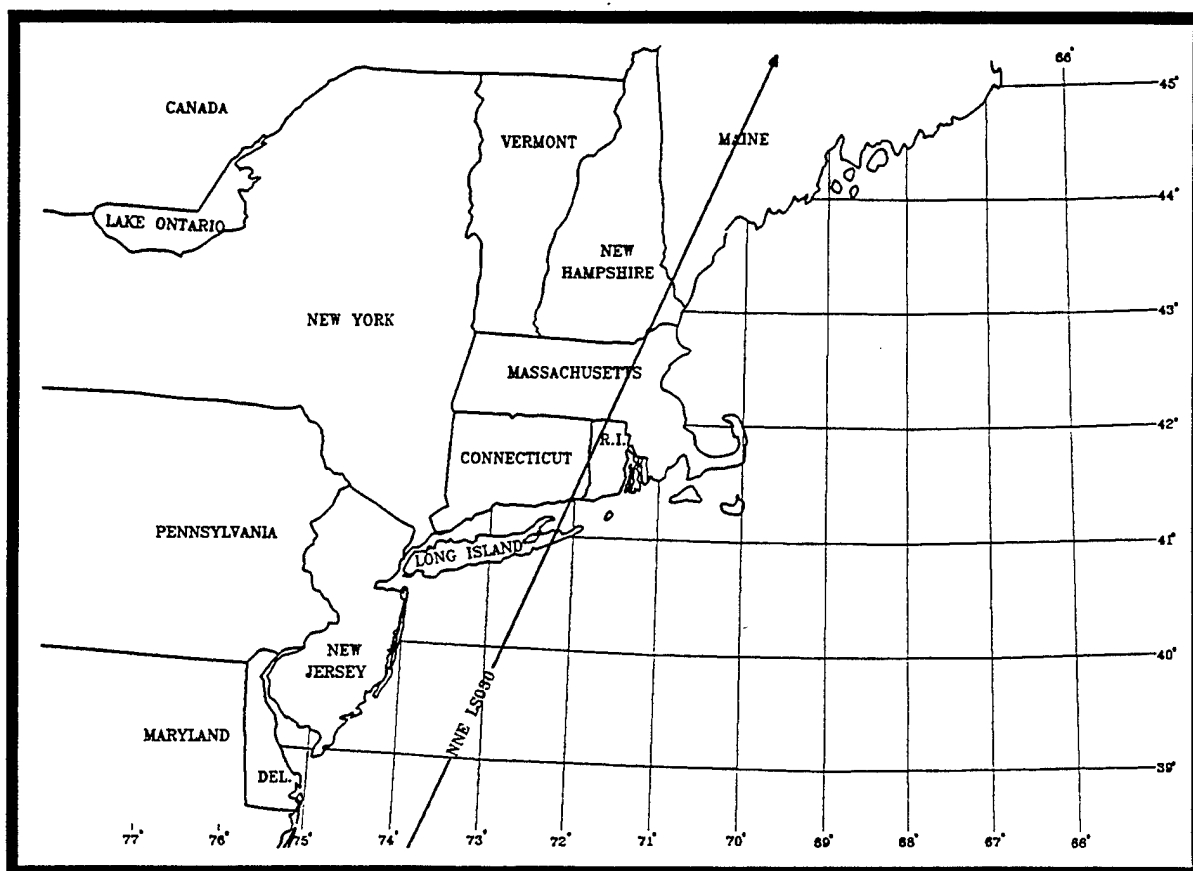 66°
45°
CANADA
VERMONT
MAINE
44°
LAKE ONTARIO
NEW
HAMPSHIRE
NEW YORK
43°
MASSACHUSETTS
42°
R.I.
CONNECTICUT
PENNSYLVANIA
LONG ISLAND
41°
NEW
JERSEY
40°
NNE LS080
MARYLAND
DEL.
39°
77°
76°
75°
74°
73°
72°
71°
70°
69°
68°
67°
66°